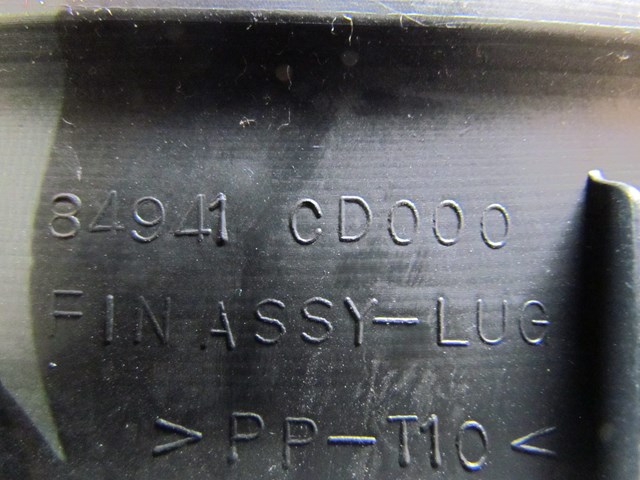 84941 CD000
FIN ASSY-LUG
>PP-T10<